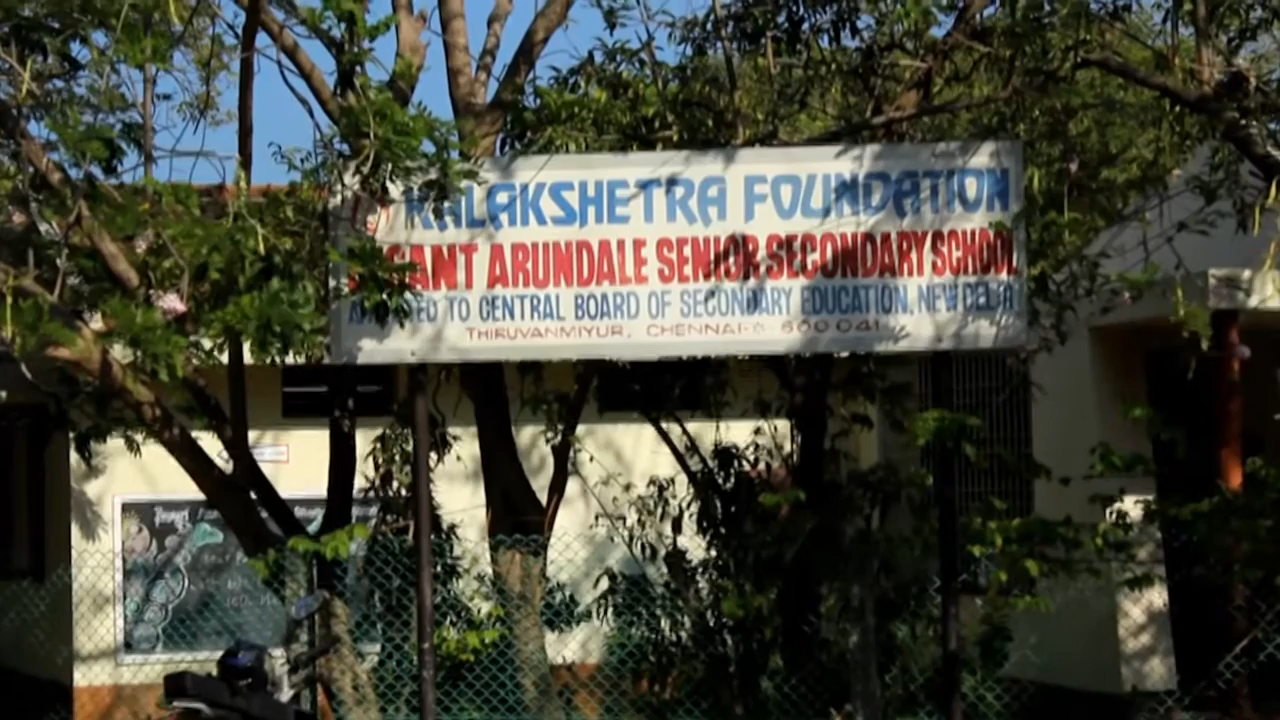 KALAKSHETRA FOUNDATION
ARUNDALE SENIOR SECONDARY SCHOOL
TO CENTRAL BOARD OF SECONDARY EDUCATION, NEW DELHI
THIRUVANMIYUR, CHENNAI - 600 041